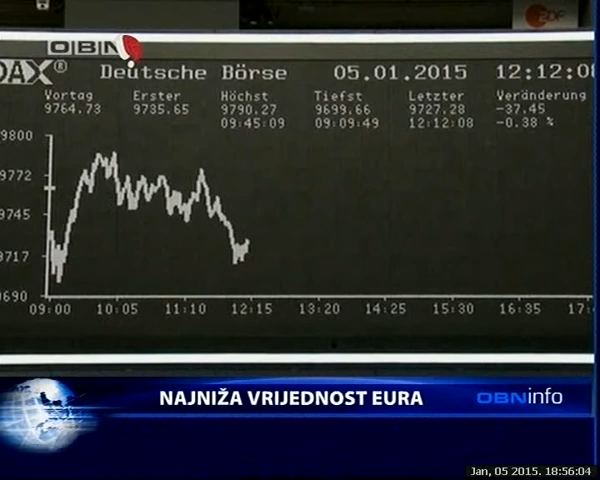 ZDF
OBN
DAX® Deutsche Börse 05.01.2015 12:12:08
Vortag Erster Höchst Tiefst Letzter Veränderung
9764.73 9735.65 9790.27 9699.66 9727.28 -37.45
09:45:09 09:09:49 12:12:08 -0.38 %
9800
9772
9745
9717
9690
09:00 10:05 11:10 12:15 13:20 14:25 15:30 16:35 17:
NAJNIŽA VRIJEDNOST EURA
OBNinfo
Jan, 05 2015. 18:56:04